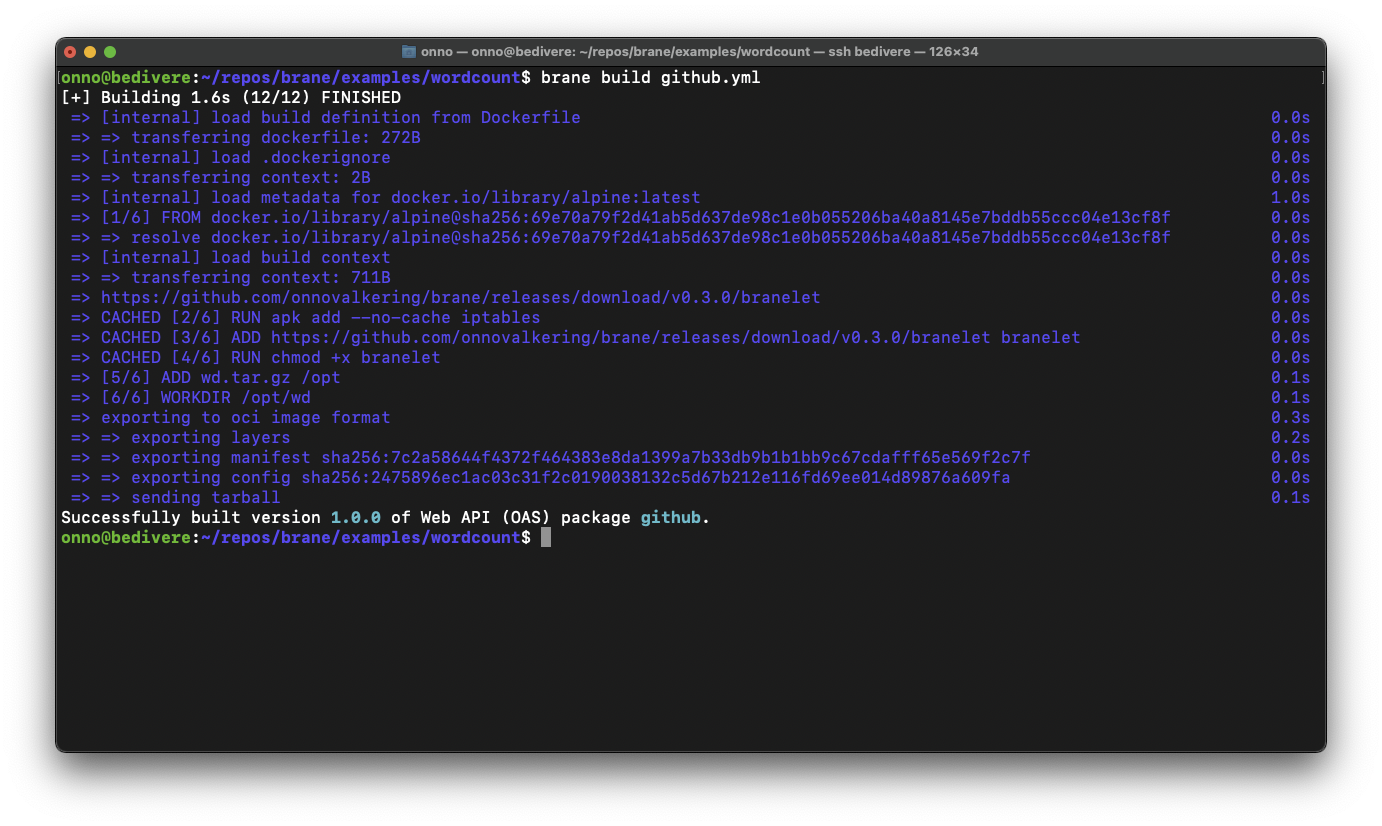 onno — onno@bedivere: ~/repos/brane/examples/wordcount — ssh bedivere — 126×34
[onno@bedivere:~/repos/brane/examples/wordcount$ brane build github.yml ]
[+] Building 1.6s (12/12) FINISHED
=> [internal] load build definition from Dockerfile 0.0s
=> => transferring dockerfile: 272B 0.0s
=> [internal] load .dockerignore 0.0s
=> => transferring context: 2B 0.0s
=> [internal] load metadata for docker.io/library/alpine:latest 1.0s
=> [1/6] FROM docker.io/library/alpine@sha256:69e70a79f2d41ab5d637de98c1e0b055206ba40a8145e7bddb55ccc04e13cf8f 0.0s
=> => resolve docker.io/library/alpine@sha256:69e70a79f2d41ab5d637de98c1e0b055206ba40a8145e7bddb55ccc04e13cf8f 0.0s
=> [internal] load build context 0.0s
=> => transferring context: 711B 0.0s
=> https://github.com/onnovalkering/brane/releases/download/v0.3.0/branelet 0.0s
=> CACHED [2/6] RUN apk add --no-cache iptables 0.0s
=> CACHED [3/6] ADD https://github.com/onnovalkering/brane/releases/download/v0.3.0/branelet branelet 0.0s
=> CACHED [4/6] RUN chmod +x branelet 0.0s
=> [5/6] ADD wd.tar.gz /opt 0.1s
=> [6/6] WORKDIR /opt/wd 0.1s
=> exporting to oci image format 0.3s
=> => exporting layers 0.2s
=> => exporting manifest sha256:7c2a58644f4372f464383e8da1399a7b33db9b1b1bb9c67cdafff65e569f2c7f 0.0s
=> => exporting config sha256:2475896ec1ac03c31f2c0190038132c5d67b212e116fd69ee014d89876a609fa 0.0s
=> => sending tarball 0.1s
Successfully built version 1.0.0 of Web API (OAS) package github.
onno@bedivere:~/repos/brane/examples/wordcount$